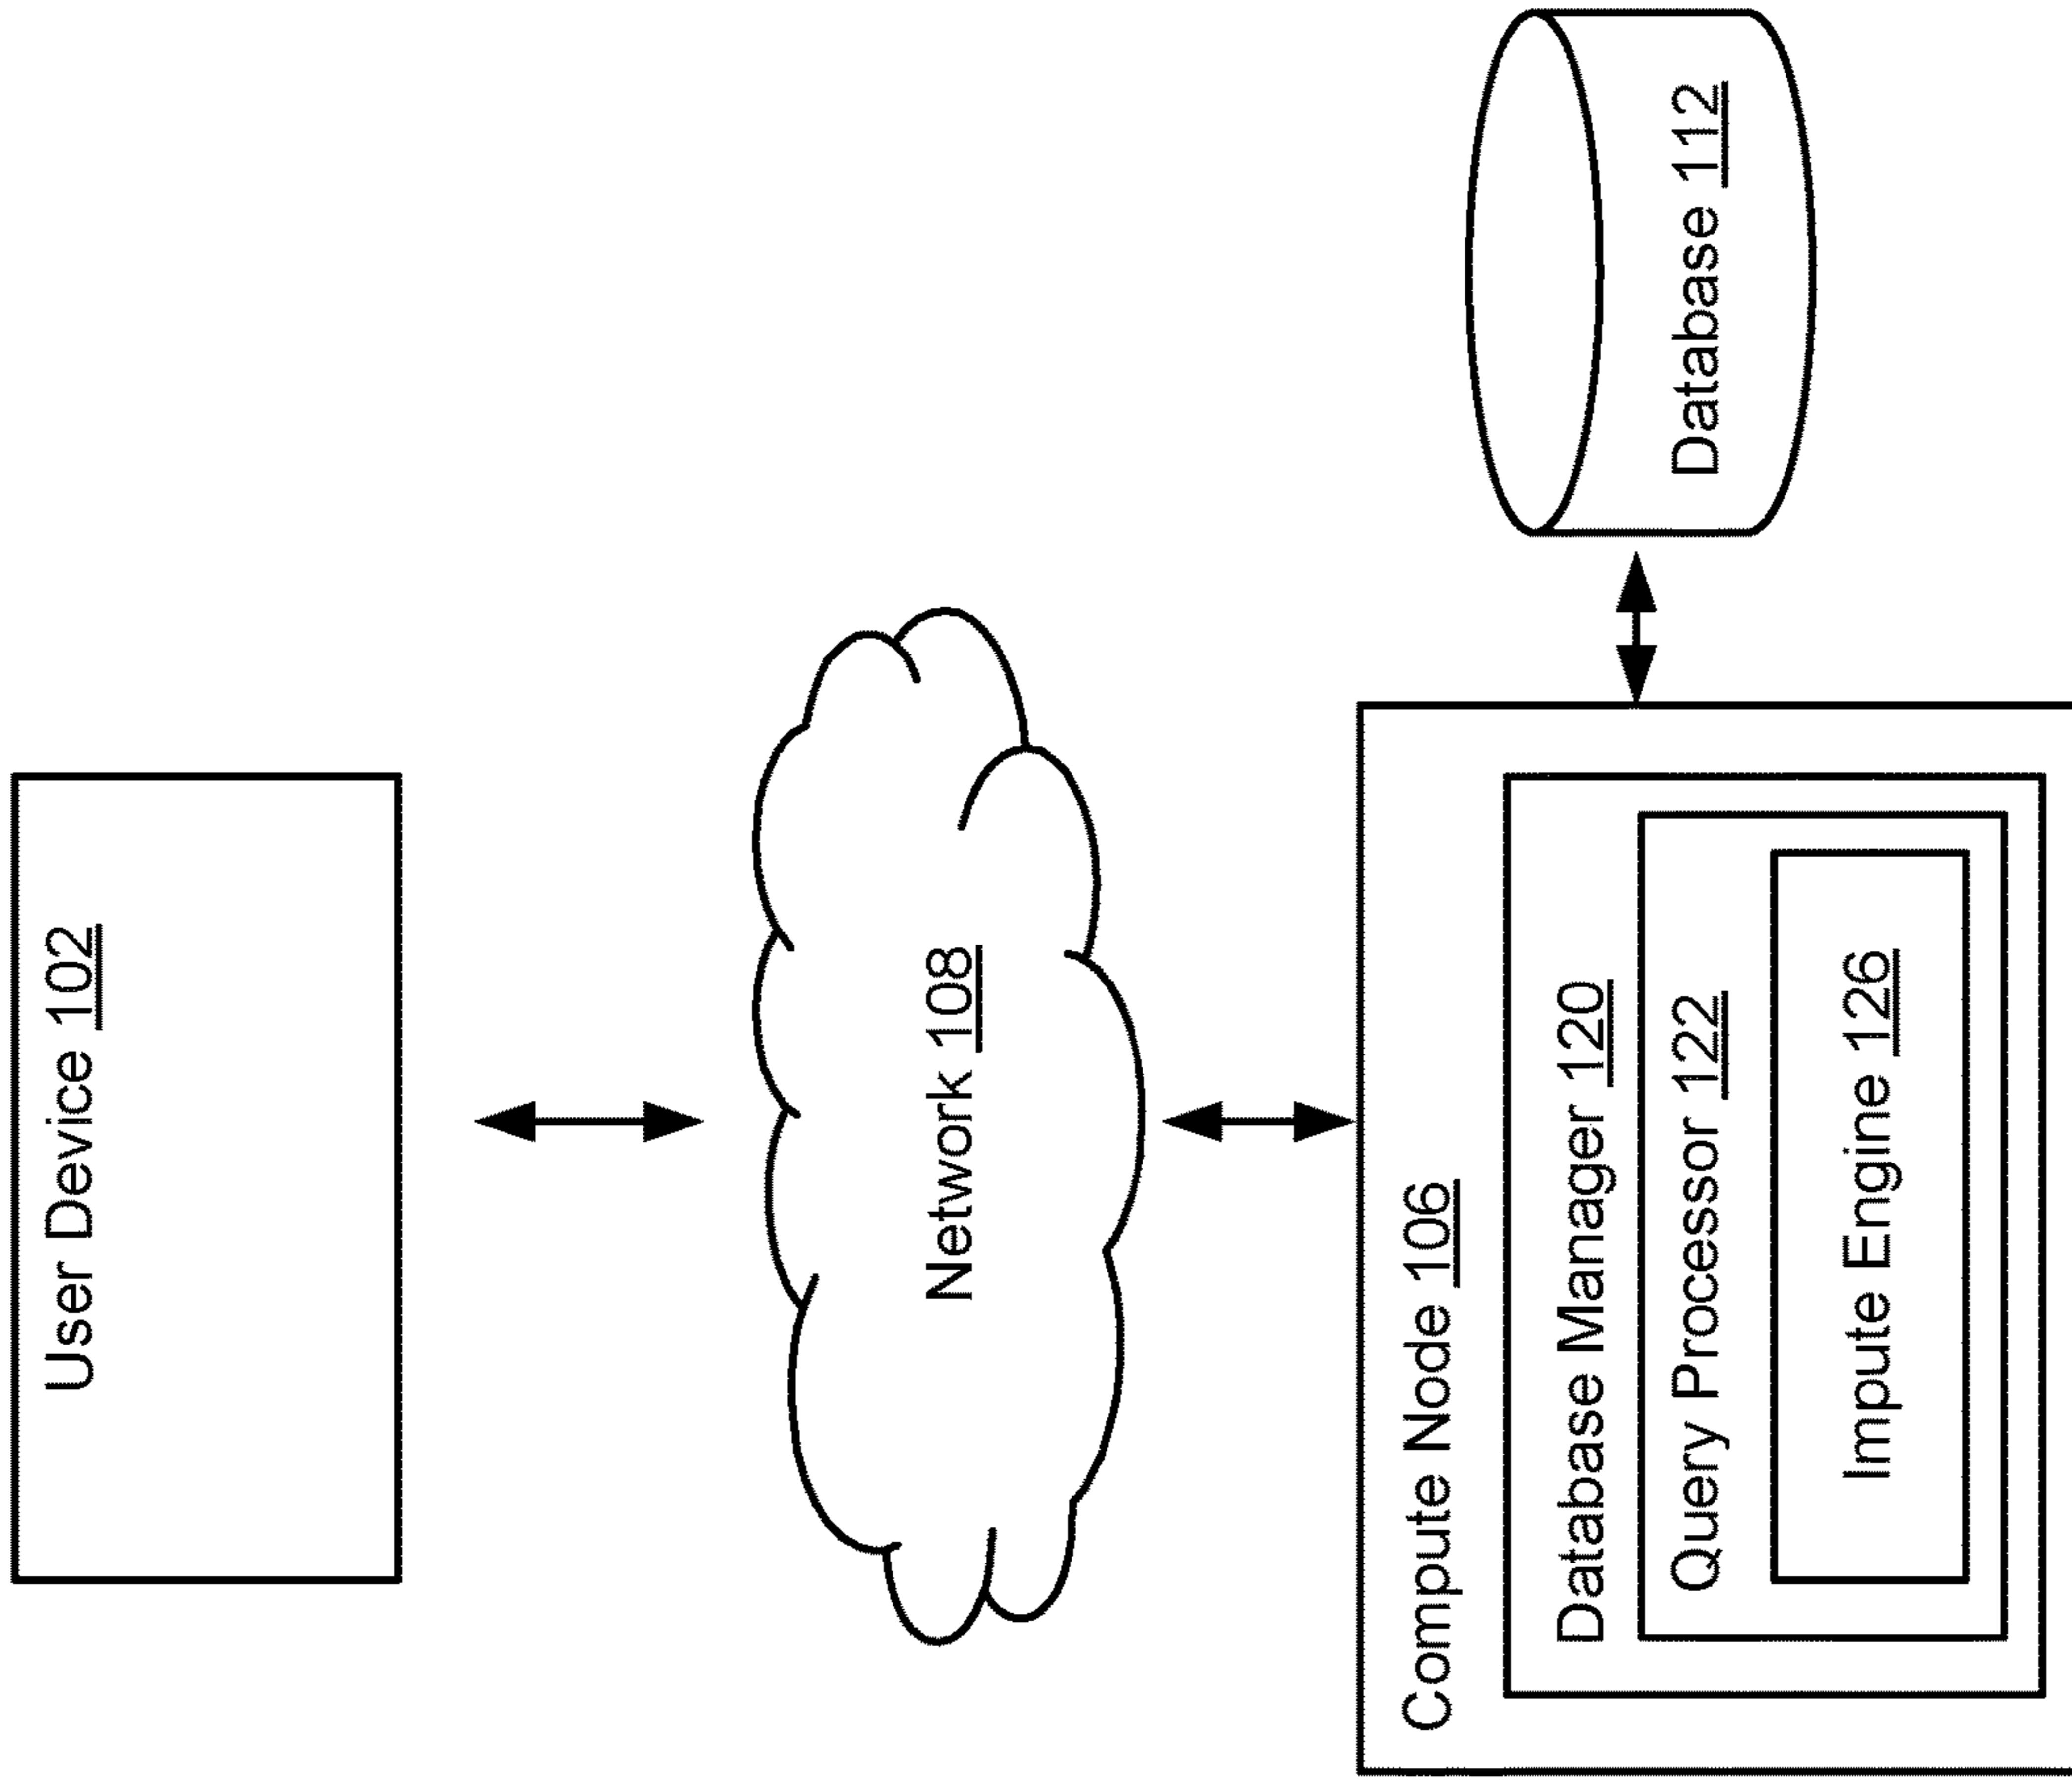 User Device 102
Network 108
Compute Node 106
Database Manager 120
Query Processor 122
Impute Engine 126
Database 112